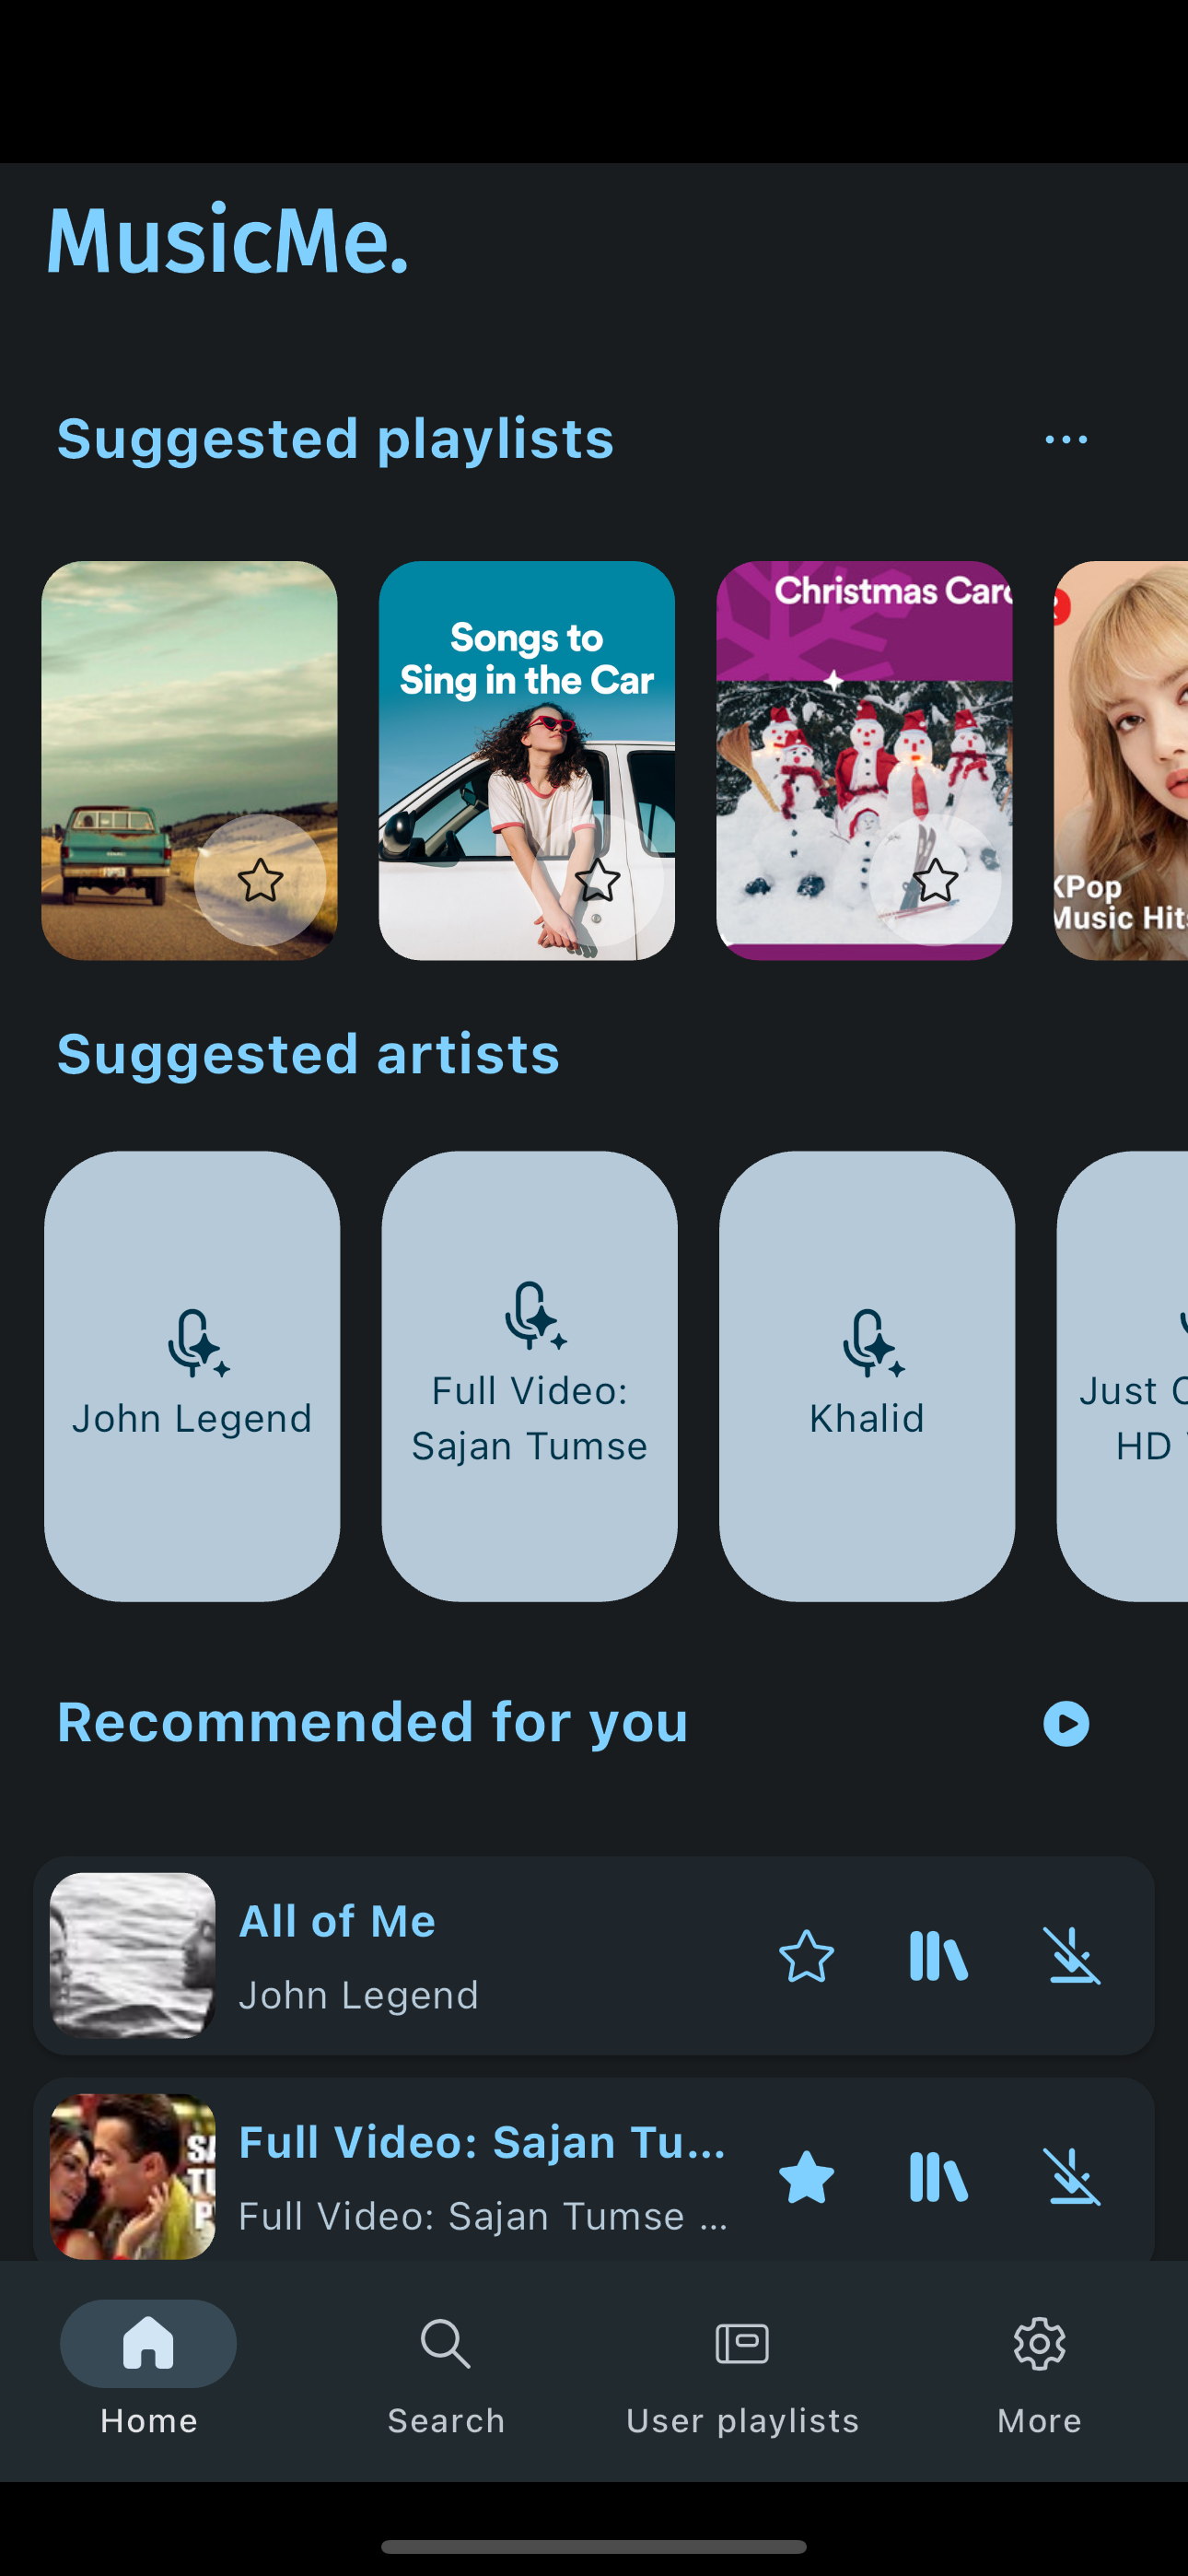 MusicMe.
Suggested playlists
Songs to
Sing in the Car
Christmas Carc
KPop
Music Hits
Suggested artists
John Legend
Full Video:
Sajan Tumse
Khalid
Just
HD
Recommended for you
All of Me
John Legend
Full Video: Sajan Tu...
Full Video: Sajan Tumse ...
Home
Search
User playlists
More